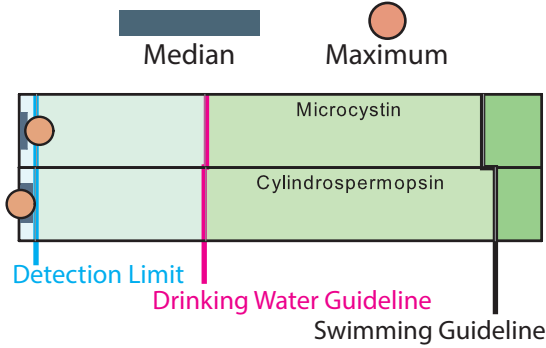 Median
Maximum
Microcystin
Cylindrospermopsin
Detection Limit
Drinking Water Guideline
Swimming Guideline